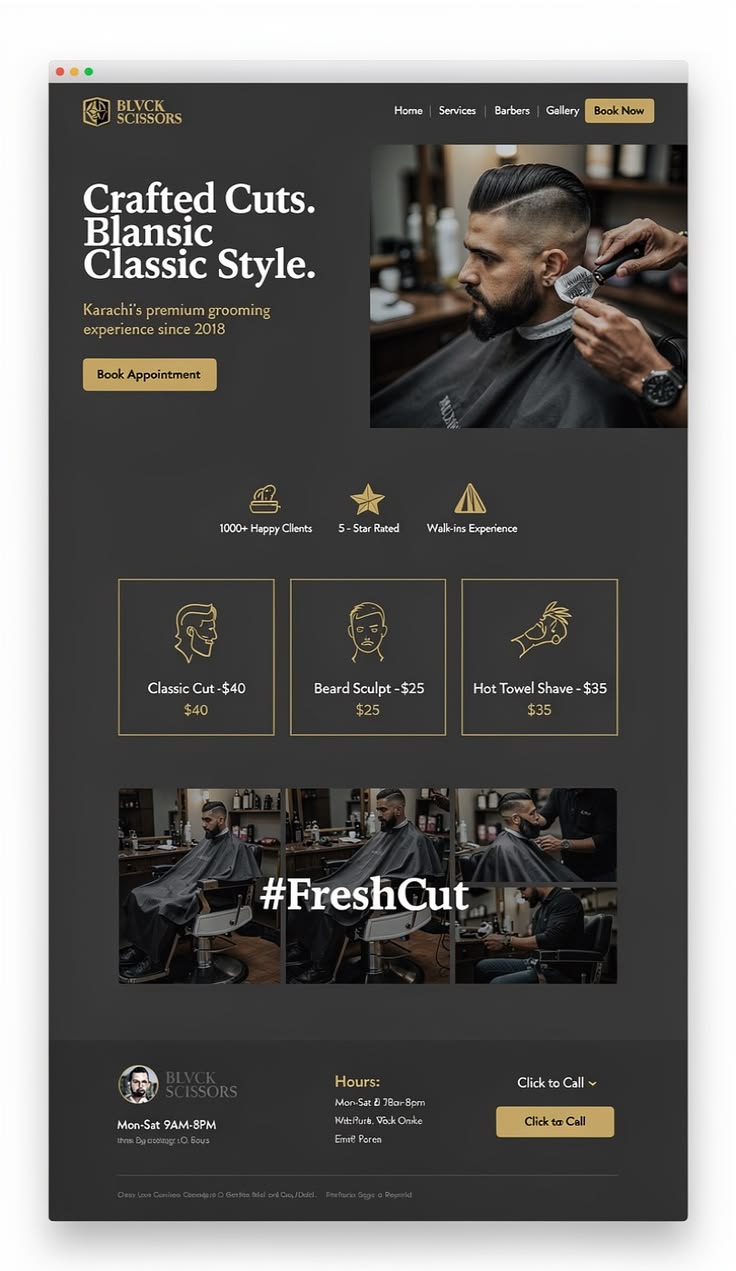 BLVCK
SCISSORS
Home | Services | Barbers | Gallery
Book Now
Crafted Cuts.
Blansic
Classic Style.
Karachi's premium grooming
experience since 2018
Book Appointment
1000+ Happy Clients
5 - Star Rated
Walk-ins Experience
Classic Cut -$40
$40
Beard Sculpt -$25
$25
Hot Towel Shave - $35
$35
#FreshCut
BLVCK
SCISSORS
Mon-Sat 9AM-8PM
Hours:
Mon-Sat
Click to Call
Click to Call